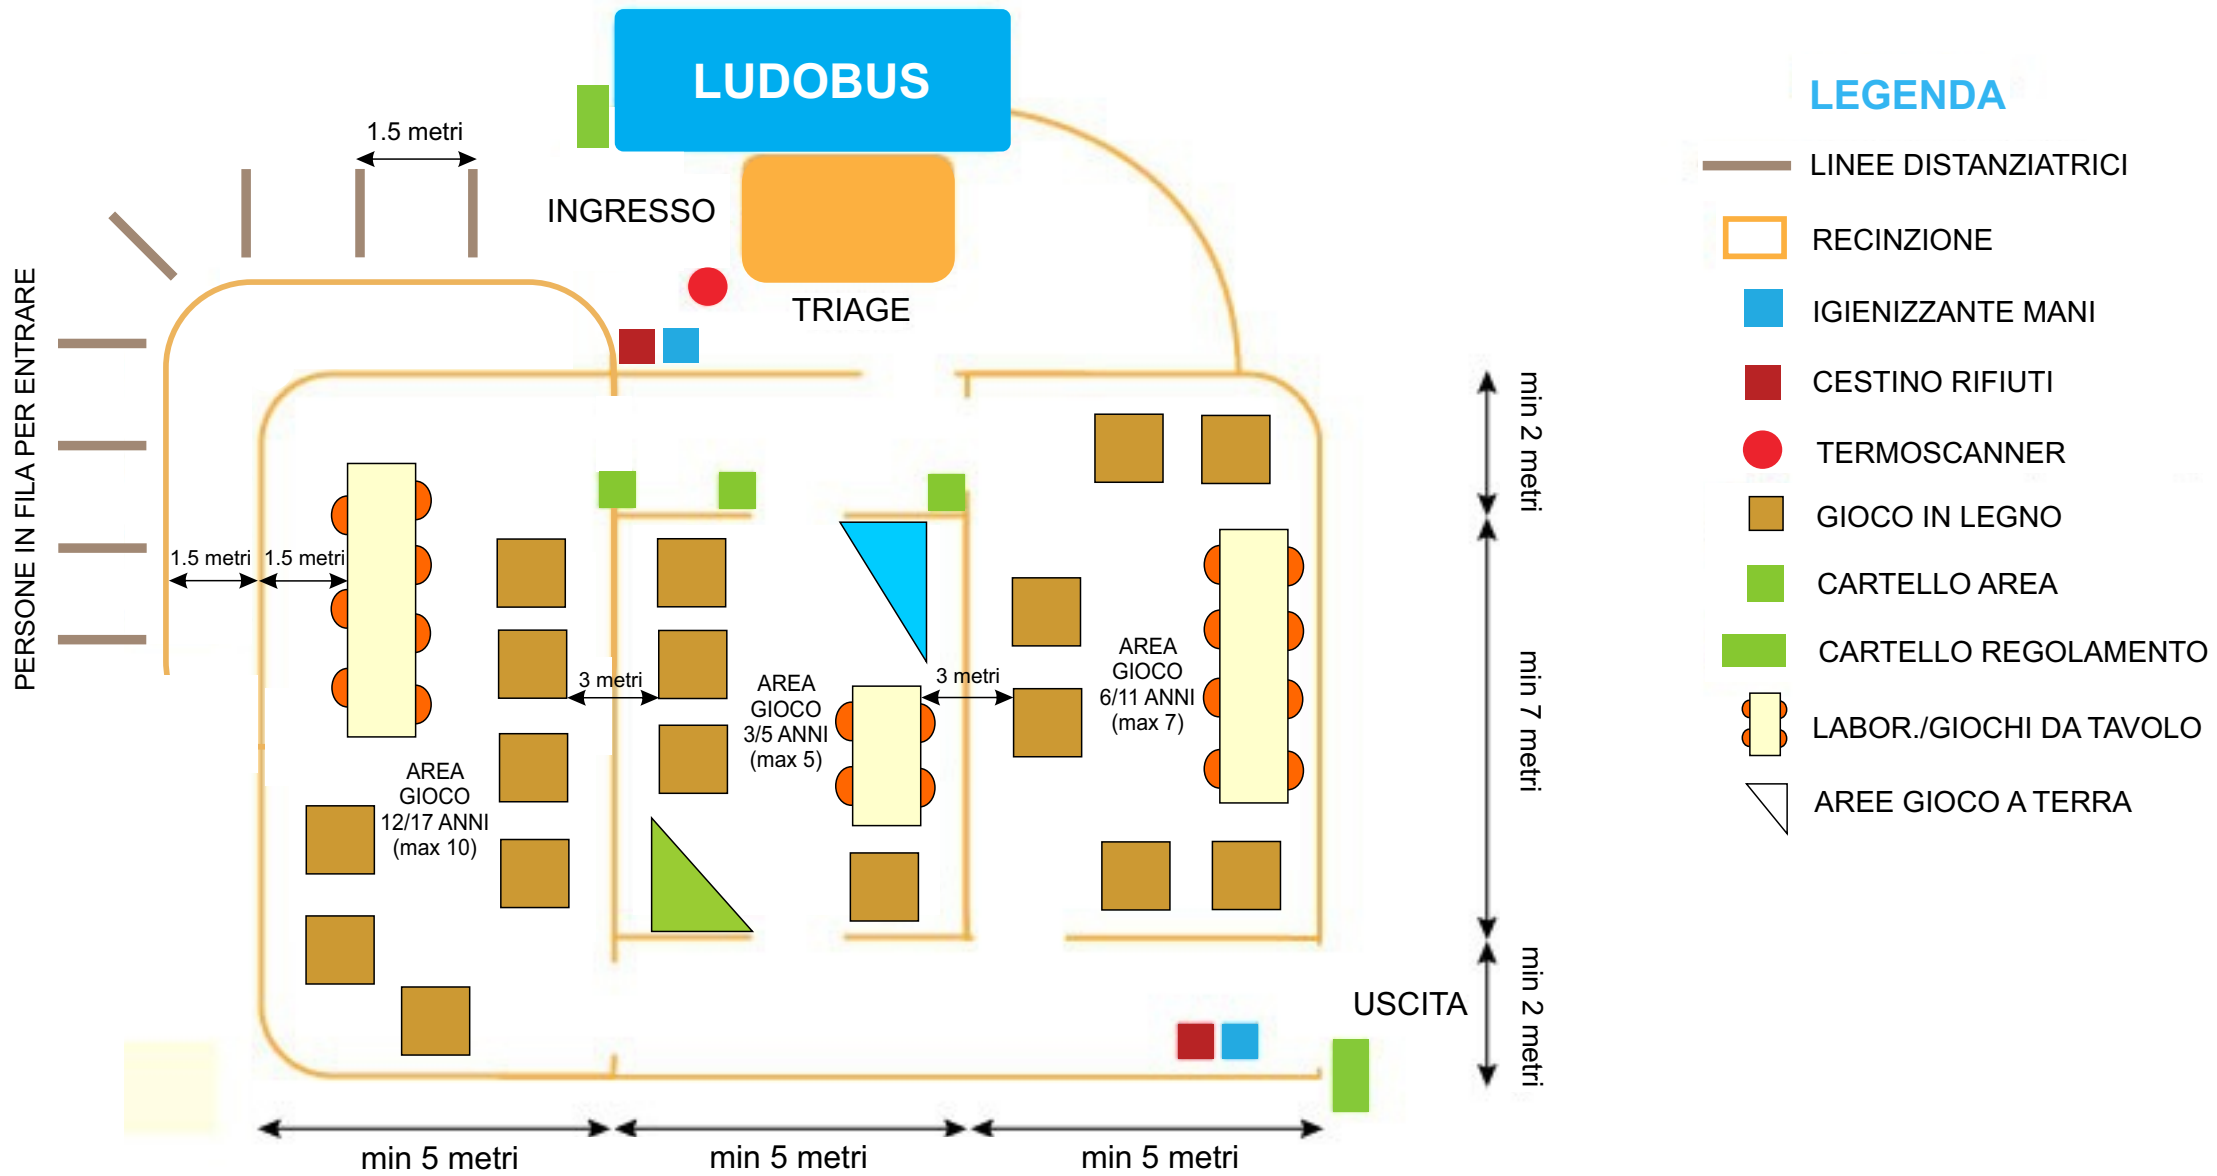 LUDOBUS
1.5 metri
INGRESSO
TRIAGE
PERSONE IN FILA PER ENTRARE
1.5 metri
1.5 metri
3 metri
3 metri
AREA
GIOCO
12/17 ANNI
(max 10)
AREA
GIOCO
3/5 ANNI
(max 5)
AREA
GIOCO
6/11 ANNI
(max 7)
min 2 metri
min 7 metri
min 2 metri
USCITA
min 5 metri
min 5 metri
min 5 metri
LEGENDA
LINEE DISTANZIATRICI
RECINZIONE
IGIENIZZANTE MANI
CESTINO RIFIUTI
TERMOSCANNER
GIOCO IN LEGNO
CARTELLO AREA
CARTELLO REGOLAMENTO
LABOR./GIOCHI DA TAVOLO
AREE GIOCO A TERRA